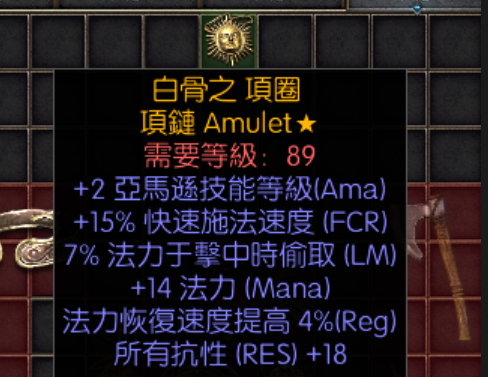 白骨之 項圈
項鏈 Amulet★
需要等級: 89
+2 亞馬遜技能等級(Ama)
+15% 快速施法速度 (FCR)
7% 法力于擊中時偷取 (LM)
+14 法力 (Mana)
法力恢復速度提高 4%(Reg)
所有抗性 (RES) +18